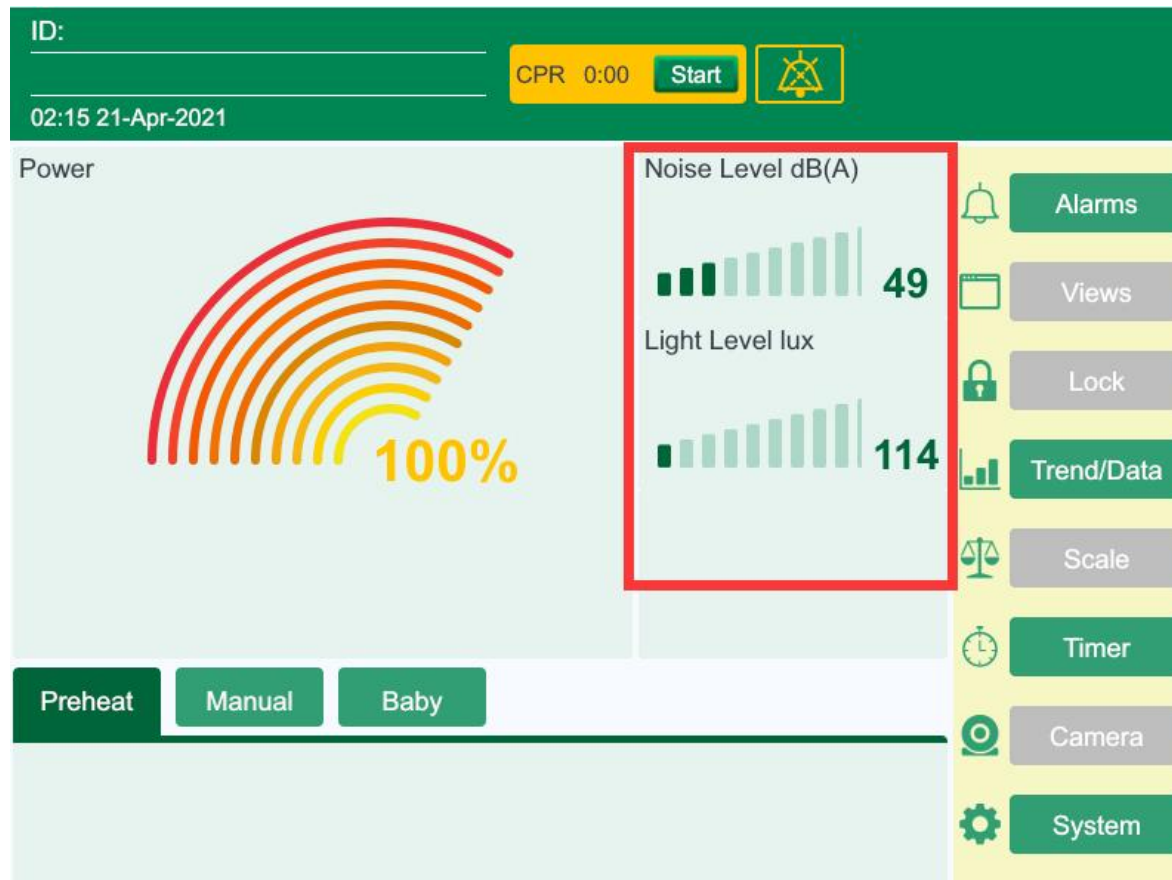 ID:
CPR 0:00 Start
02:15 21-Apr-2021
Power
100%
Noise Level dB(A)
49
Light Level lux
114
Alarms
Views
Lock
Trend/Data
Scale
Timer
Camera
System
Preheat Manual Baby